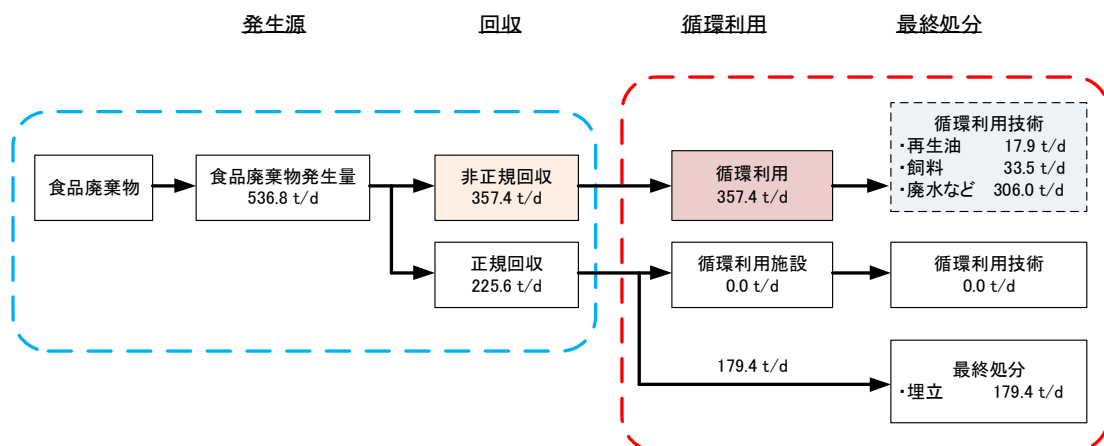 発生源
回収
循環利用
最終処分
食品廃棄物
食品廃棄物発生量
536.8 t/d
非正規回収
357.4 t/d
循環利用
357.4 t/d
循環利用技術
・再生油 17.9 t/d
・飼料 33.5 t/d
・廃水など 306.0 t/d
正規回収
225.6 t/d
循環利用施設
0.0 t/d
循環利用技術
0.0 t/d
179.4 t/d
最終処分
・埋立 179.4 t/d